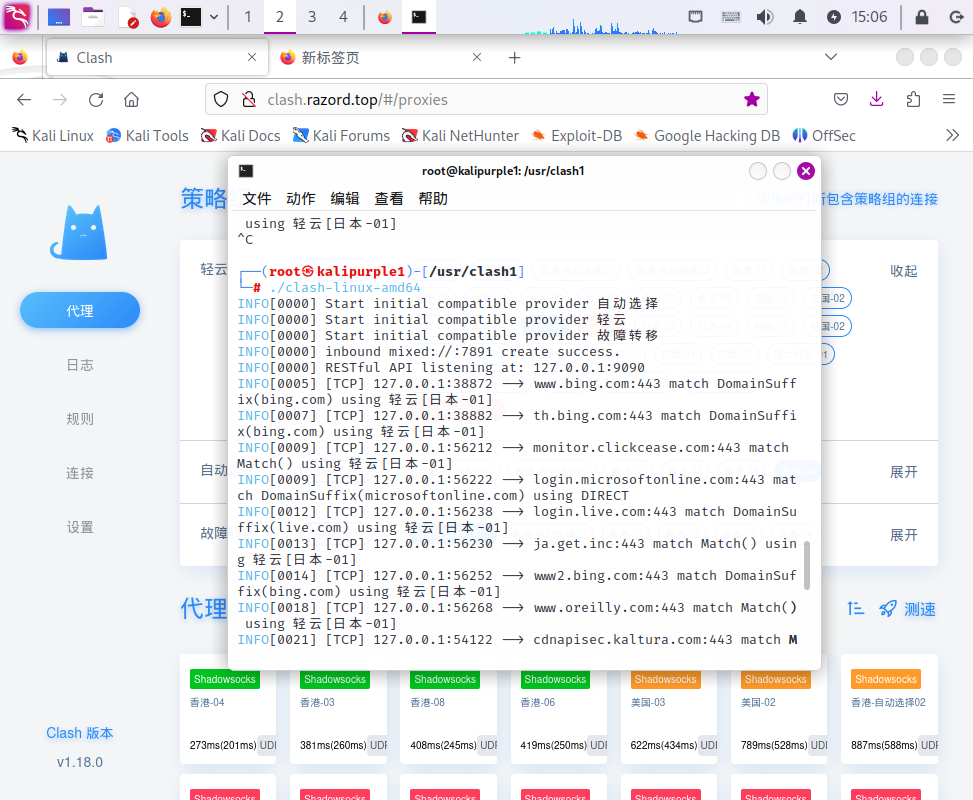 1 2 3 4 15:06
Clash 新标签页
clash.razord.top/#/proxies
Kali Linux Kali Tools Kali Docs Kali Forums Kali NetHunter Exploit-DB Google Hacking DB OffSec
root@kalipurple1: /usr/clash1
文件 动作 编辑 查看 帮助
策略
包含策略组的连接
using 轻云[日本-01]
^C
┌──(root㉿kalipurple1)-[/usr/clash1]
└─# ./clash-linux-amd64
INFO[0000] Start initial compatible provider 自动选择
INFO[0000] Start initial compatible provider 轻云
INFO[0000] Start initial compatible provider 故障转移
INFO[0000] inbound mixed://:7891 create success.
INFO[0000] RESTful API listening at: 127.0.0.1:9090
INFO[0005] [TCP] 127.0.0.1:38872 --> www.bing.com:443 match DomainSuff
ix(bing.com) using 轻云[日本-01]
INFO[0007] [TCP] 127.0.0.1:38882 --> th.bing.com:443 match DomainSuffi
x(bing.com) using 轻云[日本-01]
INFO[0009] [TCP] 127.0.0.1:56212 --> monitor.clickcease.com:443 match
Match() using 轻云[日本-01]
INFO[0009] [TCP] 127.0.0.1:56222 --> login.microsoftonline.com:443 mat
ch DomainSuffix(microsoftonline.com) using DIRECT
INFO[0012] [TCP] 127.0.0.1:56238 --> login.live.com:443 match DomainSu
ffix(live.com) using 轻云[日本-01]
INFO[0013] [TCP] 127.0.0.1:56230 --> ja.get.inc:443 match Match() usin
g 轻云[日本-01]
INFO[0014] [TCP] 127.0.0.1:56252 --> www2.bing.com:443 match DomainSuf
fix(bing.com) using 轻云[日本-01]
INFO[0018] [TCP] 127.0.0.1:56268 --> www.oreilly.com:443 match Match()
using 轻云[日本-01]
INFO[0021] [TCP] 127.0.0.1:54122 --> cdnapisec.kaltura.com:443 match M
轻云
收起
国-02
国-02
自动
展开
故障
展开
代理
日志
规则
连接
设置
代理
测速
Shadowsocks Shadowsocks Shadowsocks Shadowsocks Shadowsocks Shadowsocks Shadowsocks
香港-04 香港-03 香港-08 香港-06 美国-03 美国-02 香港-自动选择02
273ms(201ms) UDP 381ms(260ms) UDP 408ms(245ms) UDP 419ms(250ms) UDP 622ms(434ms) UDP 789ms(528ms) UDP 887ms(588ms) UDP
Clash 版本
v1.18.0
Shadowsocks Shadowsocks Shadowsocks Shadowsocks Shadowsocks Shadowsocks Shadowsocks